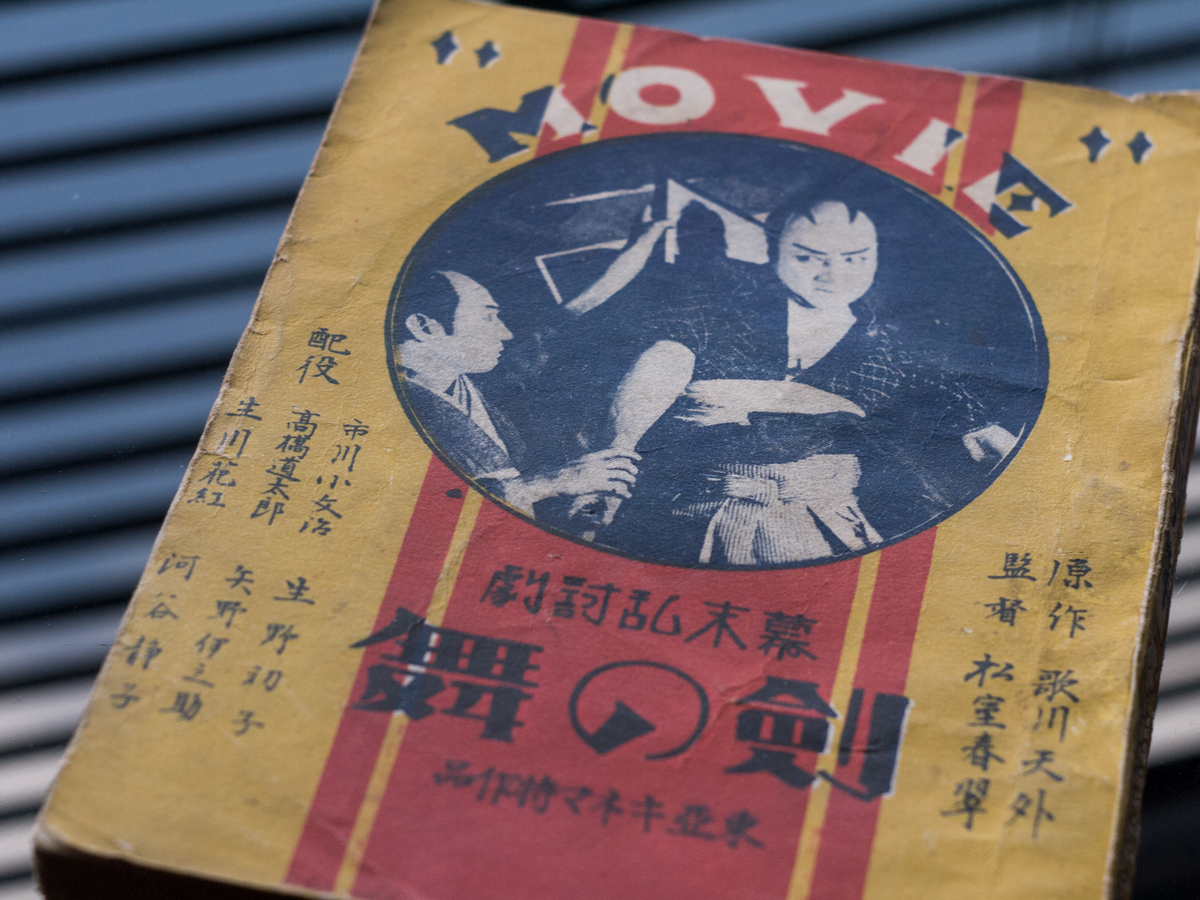 "MOVIE"
劇討乱末幕
舞の剣
品作特マネキ亜東
原作 歌川天外
監督 松室春翠
配役
市川小文治
高橋道太郎
生川花紅
生野初子
矢野伊之助
河谷静子